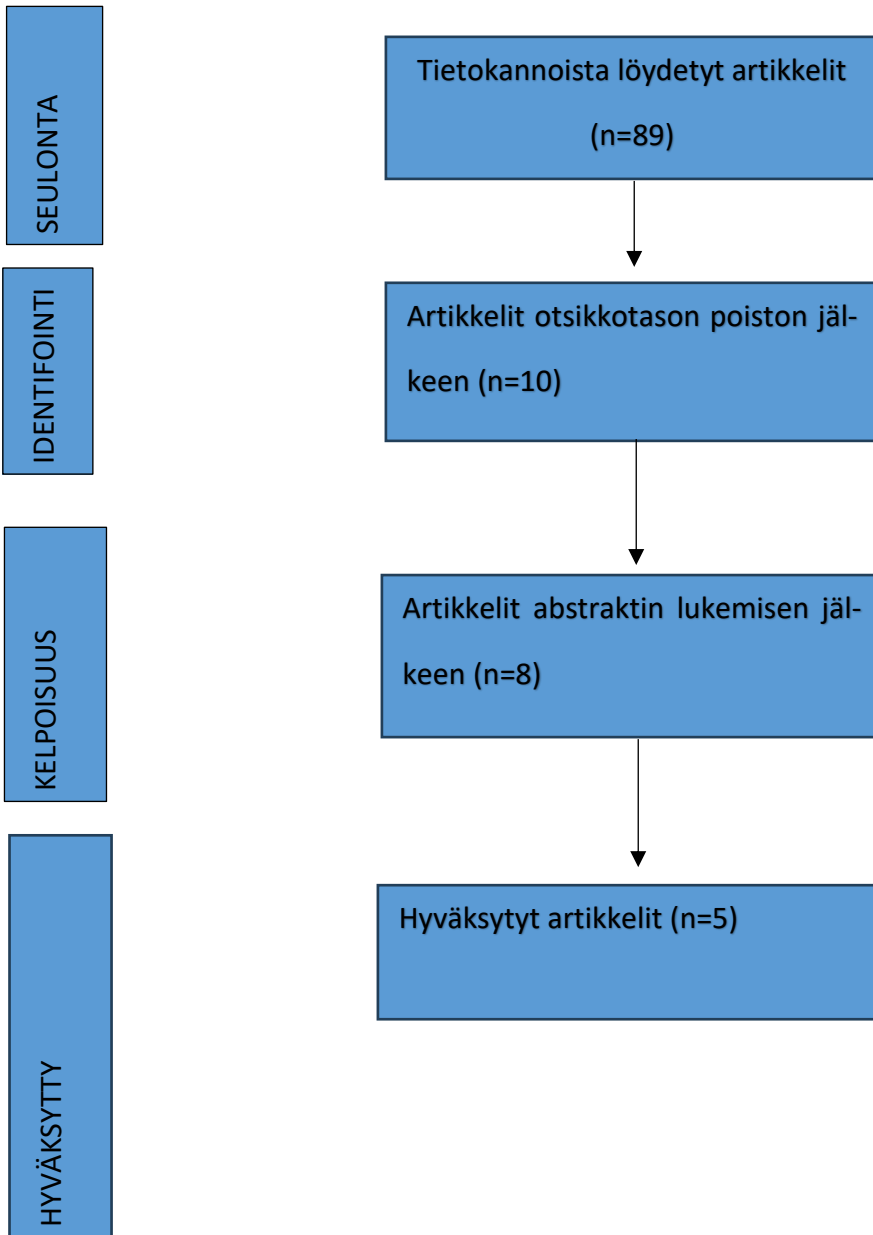 SEULONTA
Tietokannoista löydetyt artikkelit
(n=89)
IDENTIFOINTI
Artikkelit otsikkotason poiston jäl-
keen (n=10)
KELPOISUUS
Artikkelit abstraktin lukemisen jäl-
keen (n=8)
HYVÄKSYTTY
Hyväksytyt artikkelit (n=5)